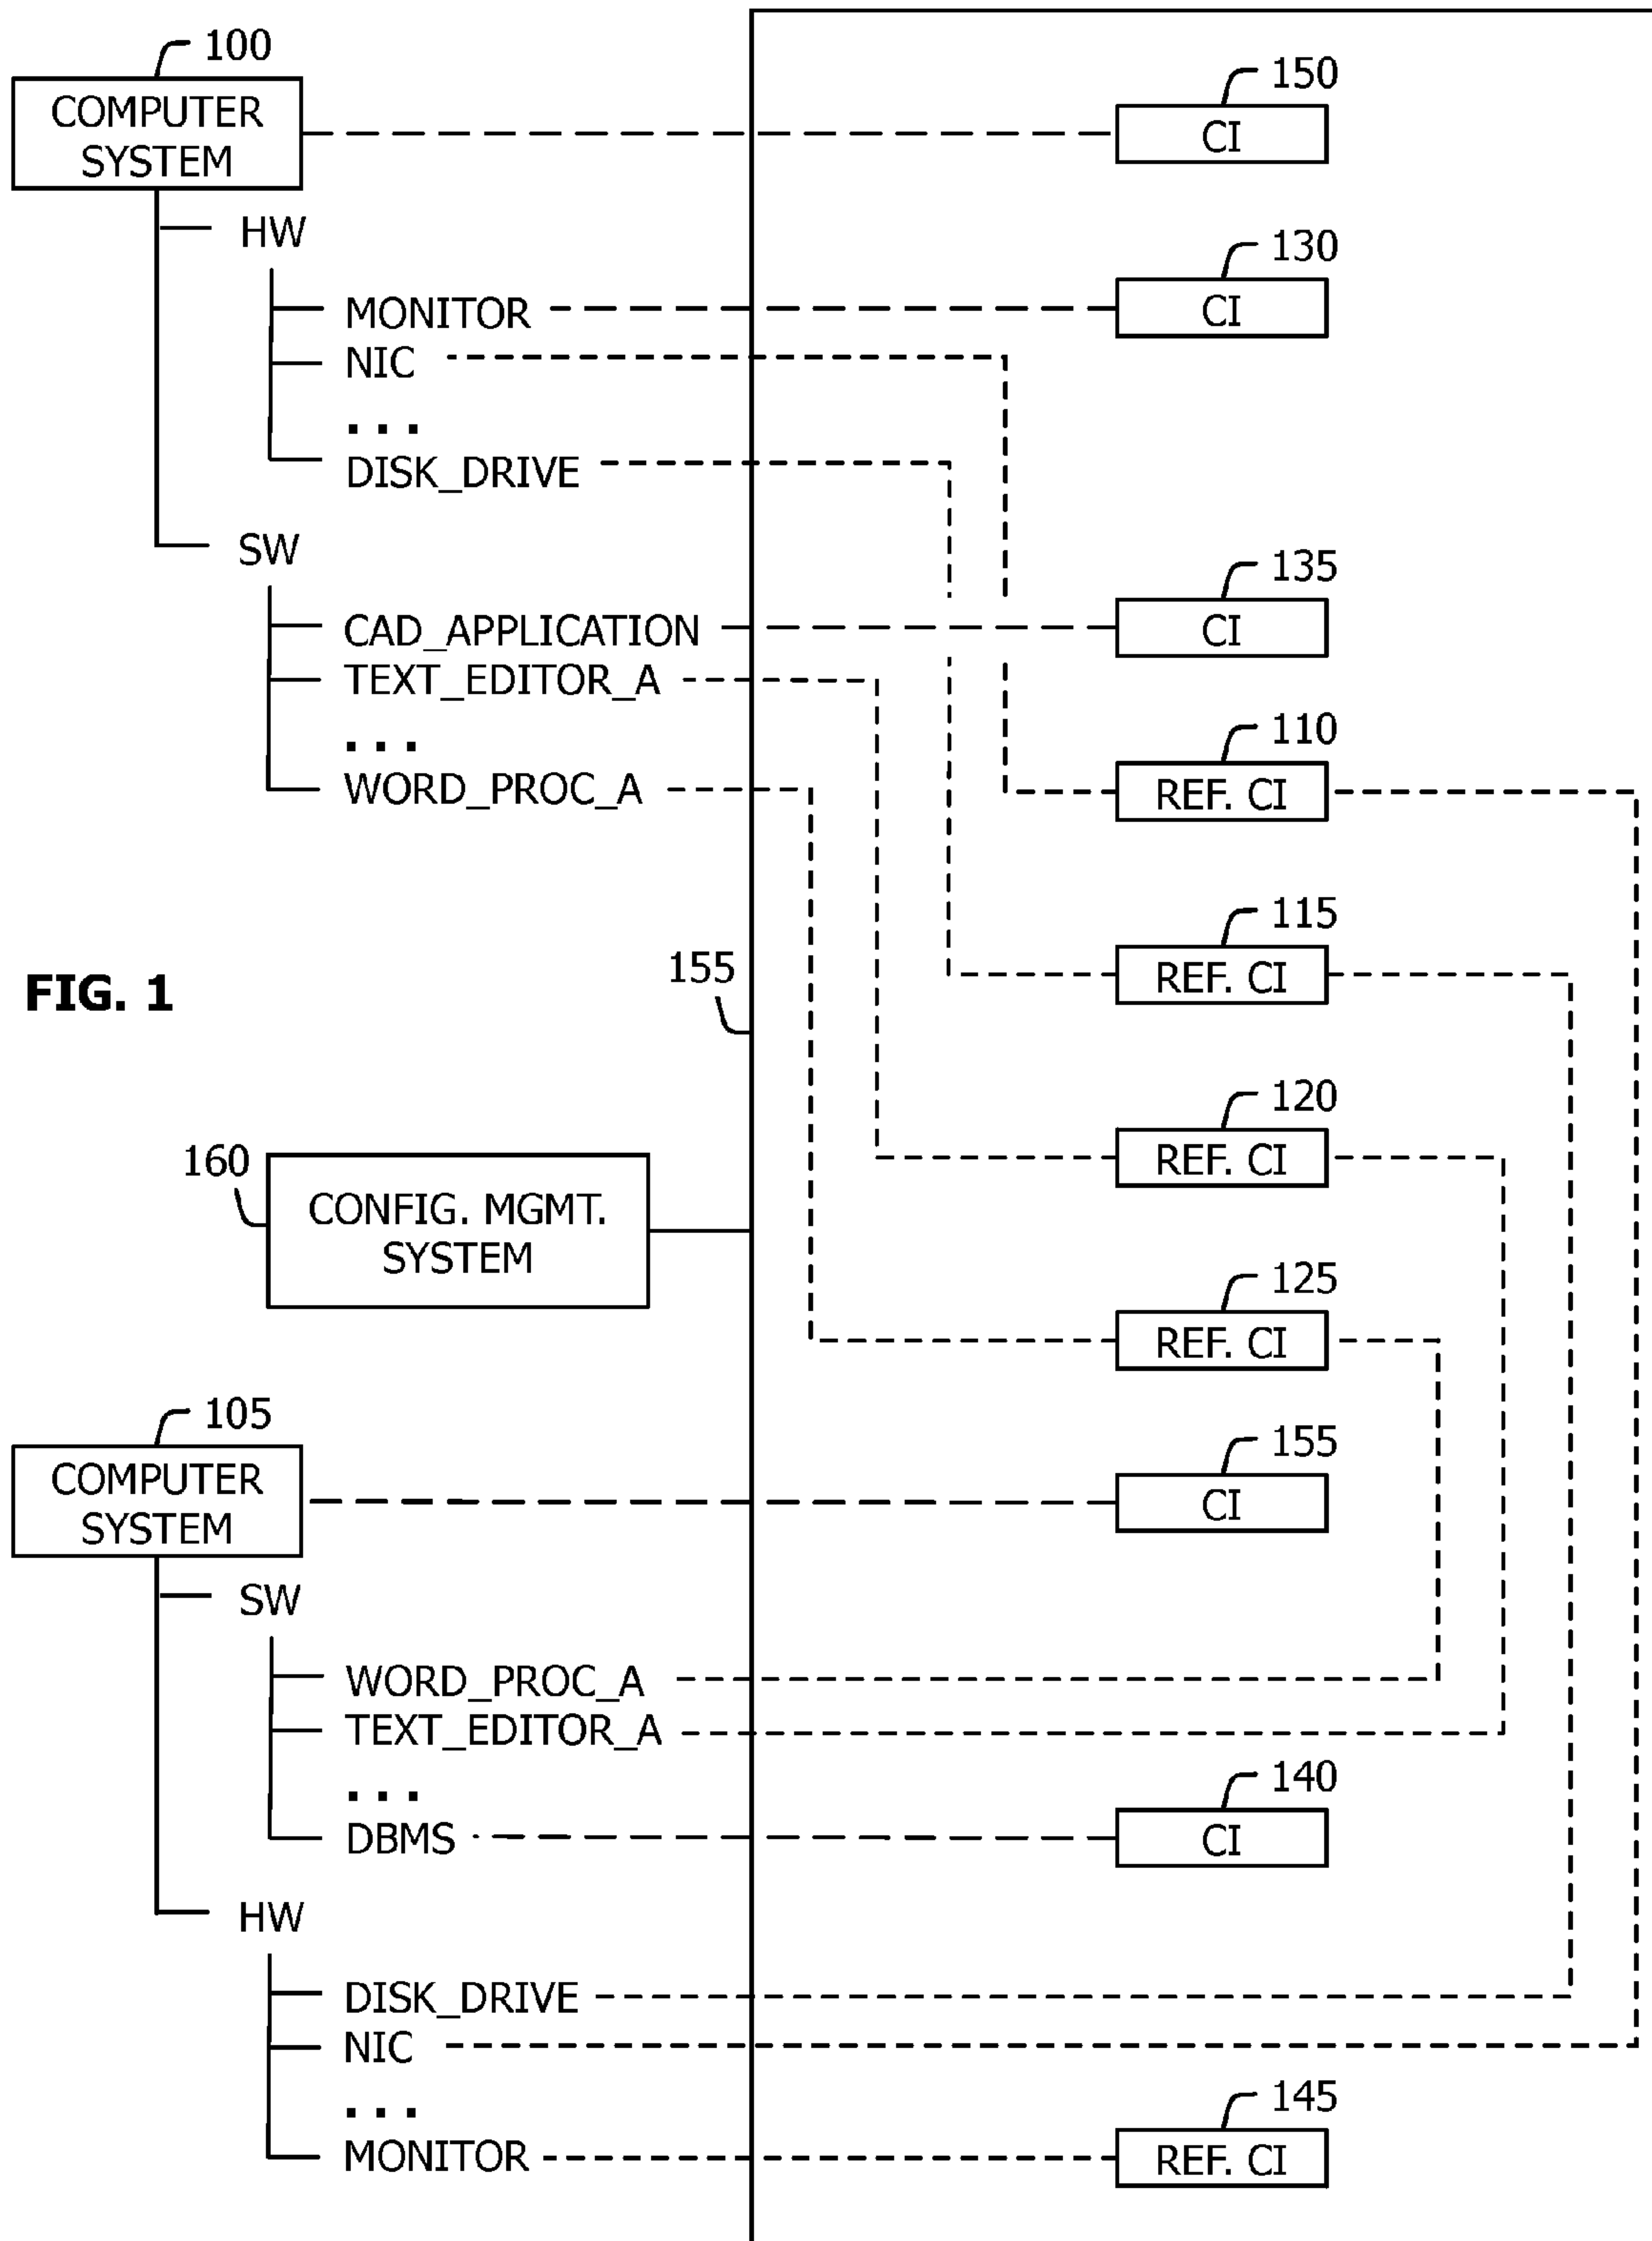 100
COMPUTER
SYSTEM
150
CI
HW
130
CI
MONITOR
NIC
...
DISK_DRIVE
SW
135
CI
CAD_APPLICATION
TEXT_EDITOR_A
...
WORD_PROC_A
110
REF. CI
115
REF. CI
155
FIG. 1
120
REF. CI
160
CONFIG. MGMT.
SYSTEM
125
REF. CI
105
COMPUTER
SYSTEM
155
CI
SW
WORD_PROC_A
TEXT_EDITOR_A
...
DBMS
140
CI
HW
DISK_DRIVE
NIC
...
MONITOR
145
REF. CI